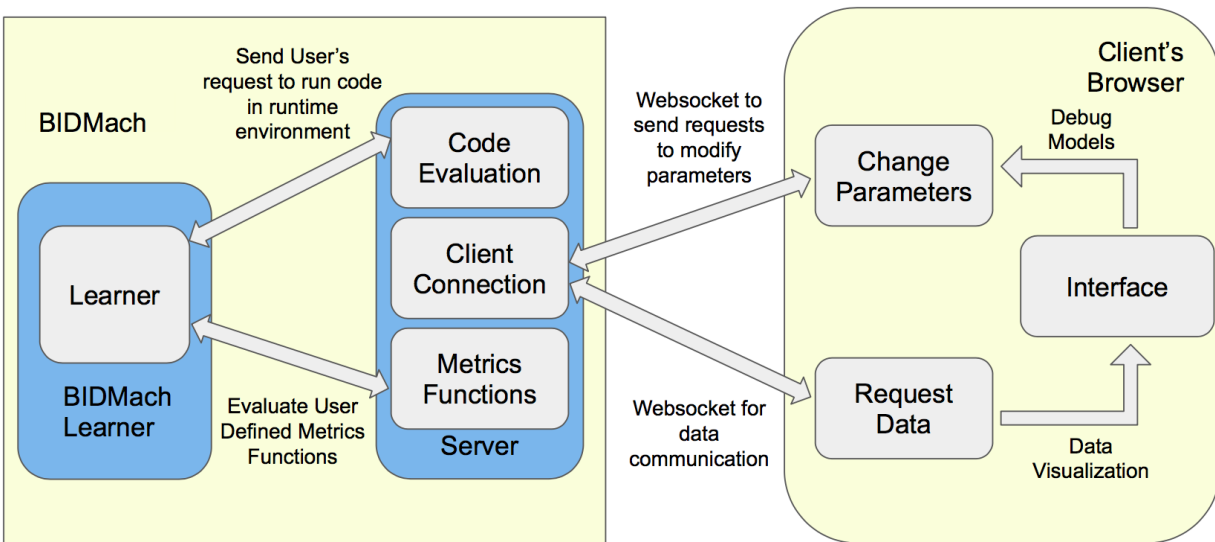 BIDMach
Send User's
request to run code
in runtime
environment
Learner
BIDMach
Learner
Evaluate User
Defined Metrics
Functions
Code
Evaluation
Client
Connection
Metrics
Functions
Server
Websocket to
send requests
to modify
parameters
Websocket for
data
communication
Client's
Browser
Debug
Models
Change
Parameters
Interface
Request
Data
Data
Visualization